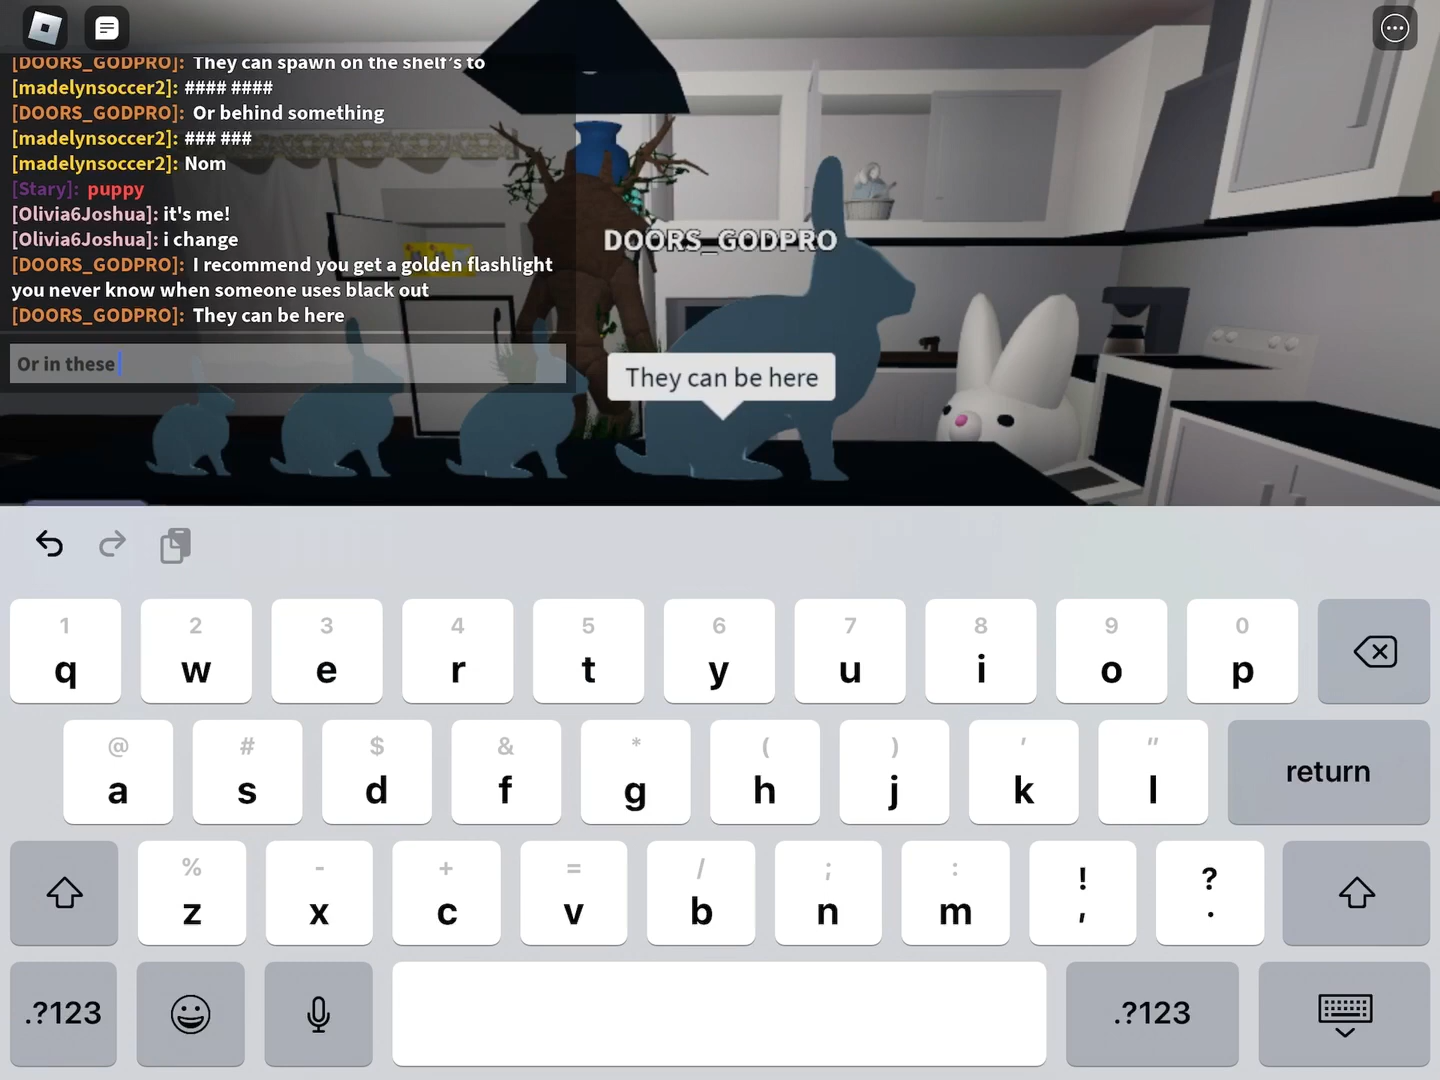 [DOORS_GODPRO]: They can spawn on the shelf's to
[madelynsoccer2]: #### ####
[DOORS_GODPRO]: Or behind something
[madelynsoccer2]: ### ###
[madelynsoccer2]: Nom
[Stary]: puppy
[Olivia6Joshua]: it's me!
[Olivia6Joshua]: i change
[DOORS_GODPRO]: I recommend you get a golden flashlight
you never know when someone uses black out
[DOORS_GODPRO]: They can be here
Or in these
DOORS_GODPRO
They can be here
1 2 3 4 5 6 7 8 9 0
q w e r t y u i o p
@ # $ & * ( ) ' "
a s d f g h j k l return
% - + = / ; : ! ?
z x c v b n m , .
.?123 .?123